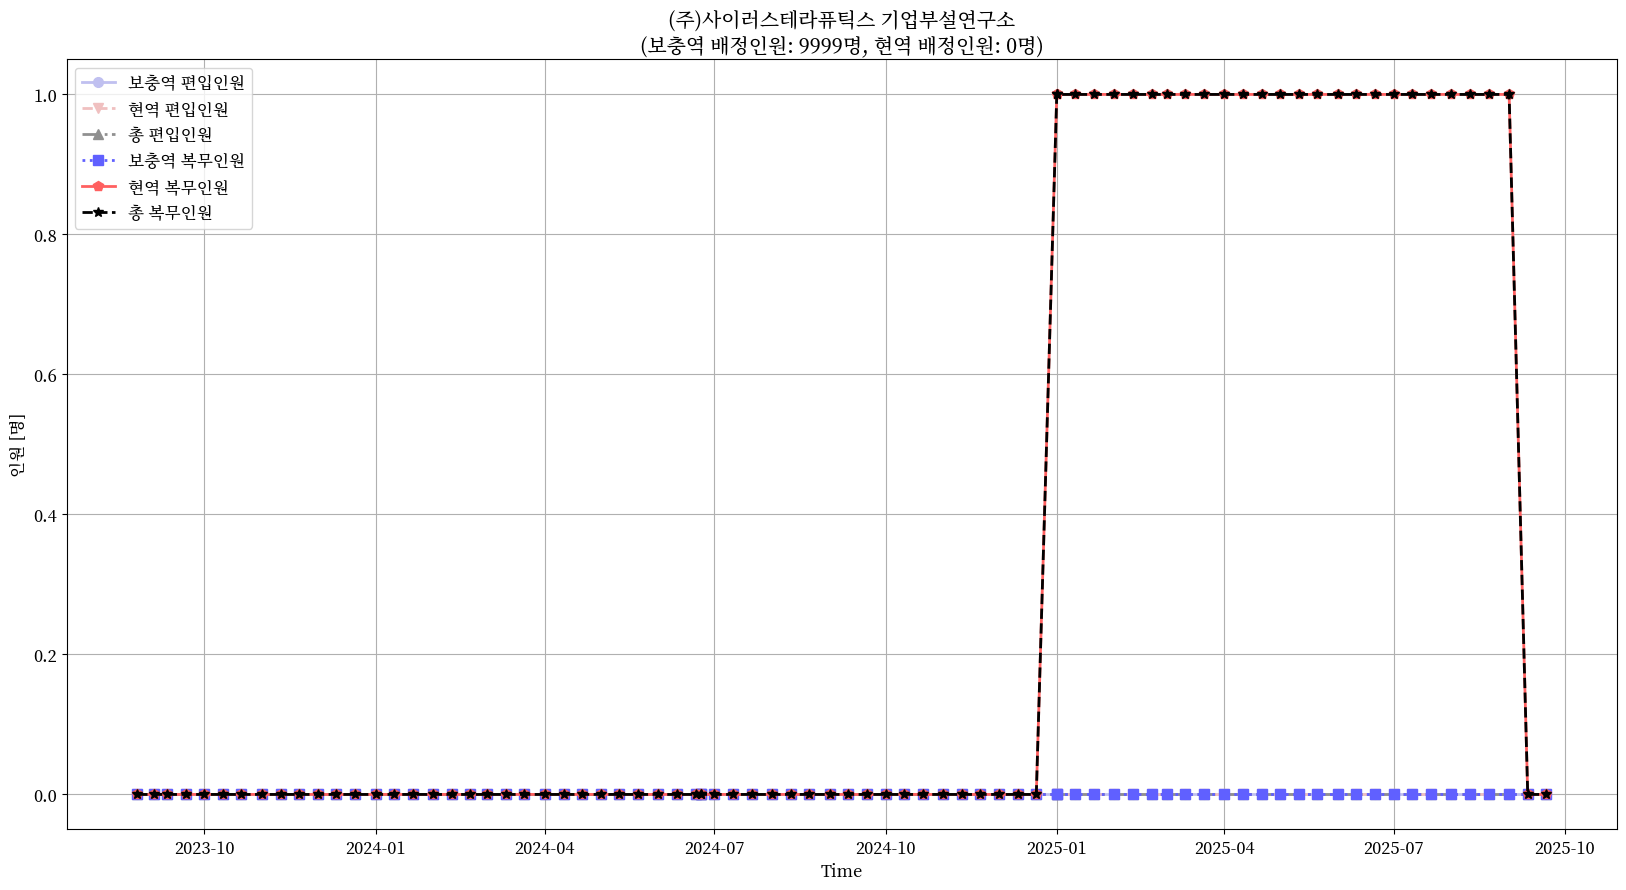 (주)사이러스테라퓨틱스 기업부설연구소
(보충역 배정인원: 9999명, 현역 배정인원: 0명)
보충역 편입인원
현역 편입인원
총 편입인원
보충역 복무인원
현역 복무인원
총 복무인원
인원 [명]
1.0
0.8
0.6
0.4
0.2
0.0
2023-10
2024-01
2024-04
2024-07
2024-10
2025-01
2025-04
2025-07
2025-10
Time